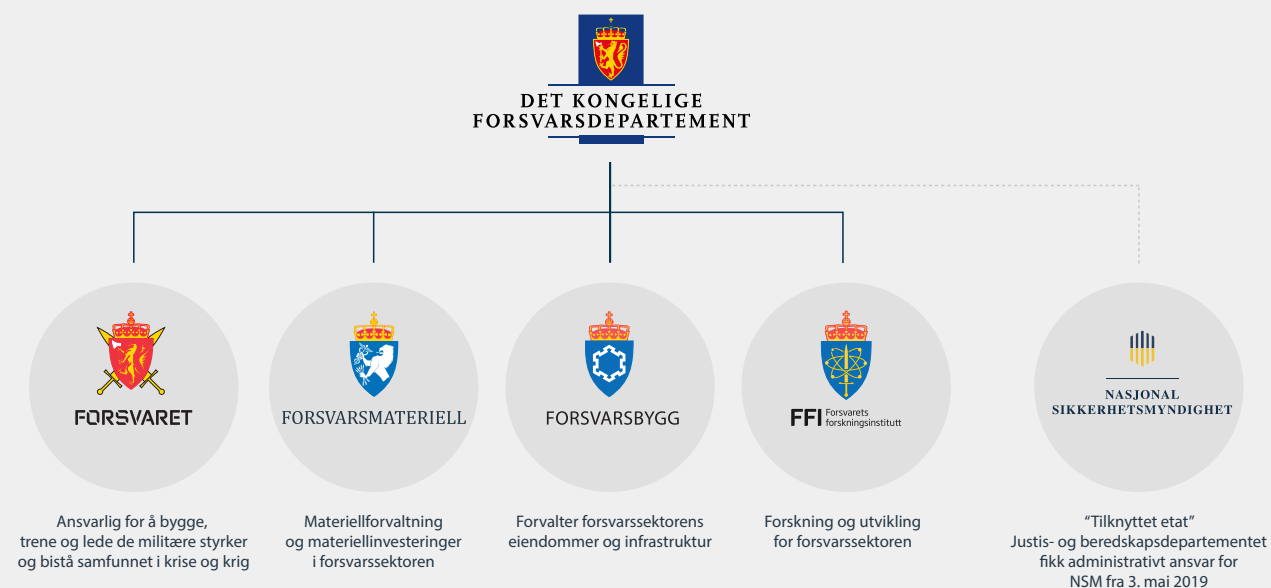 DET KONGELIGE
FORSVARSDEPARTEMENT
FORSVARET
FORSVARSMATERIELL
FORSVARSBYGG
FFI Forsvarets
forskningsinstitutt
NASJONAL
SIKKERHETSMYNDIGHET
Ansvarlig for å bygge,
trene og lede de militære styrker
og bistå samfunnet i krise og krig
Materiellforvaltning
og materiellinvesteringer
i forsvarssektoren
Forvalter forsvarssektorens
eiendommer og infrastruktur
Forskning og utvikling
for forsvarssektoren
“Tilknyttet etat”
Justis- og beredskapsdepartementet
fikk administrativt ansvar for
NSM fra 3. mai 2019